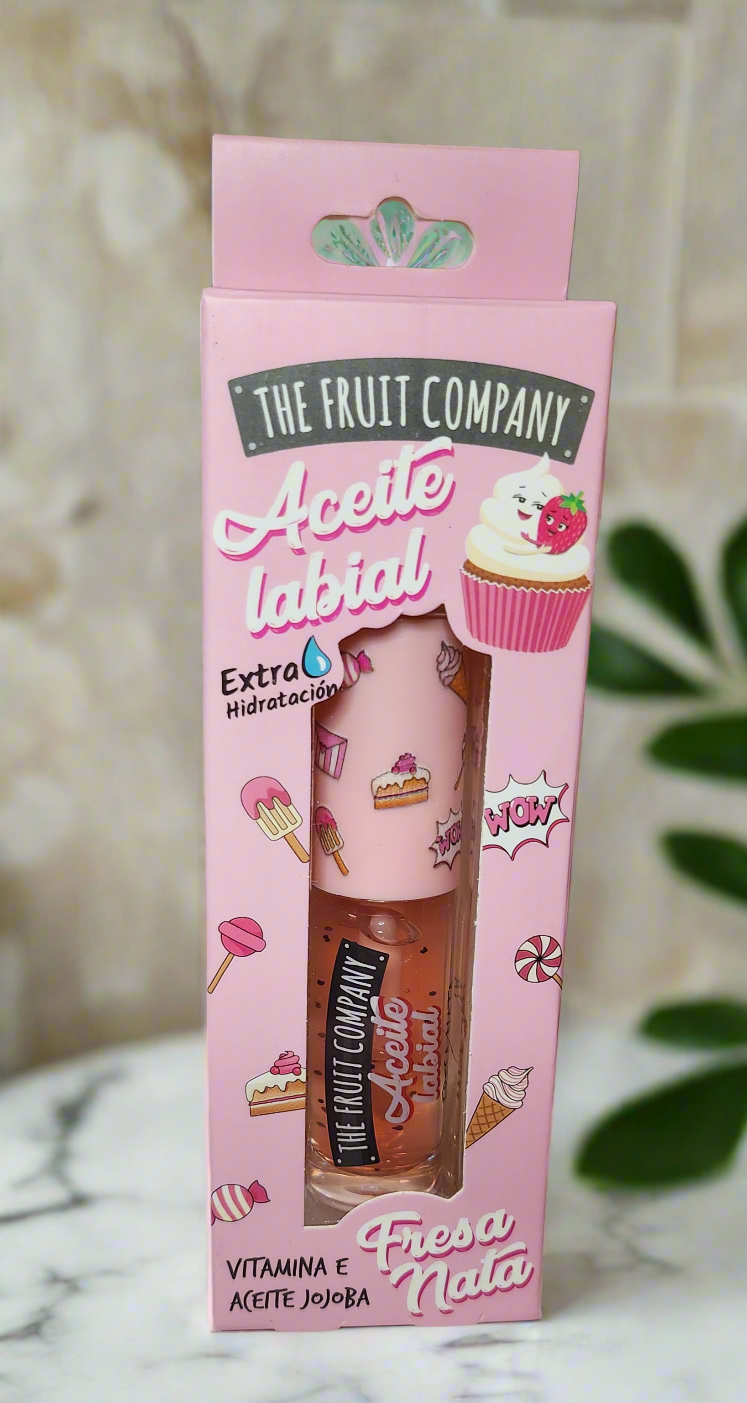 THE FRUIT COMPANY
Aceite
labial
Extra
Hidratación
WOW
WOW
THE FRUIT COMPANY
Aceite
labial
Fresa
Nata
VITAMINA E
ACEITE JOJOBA